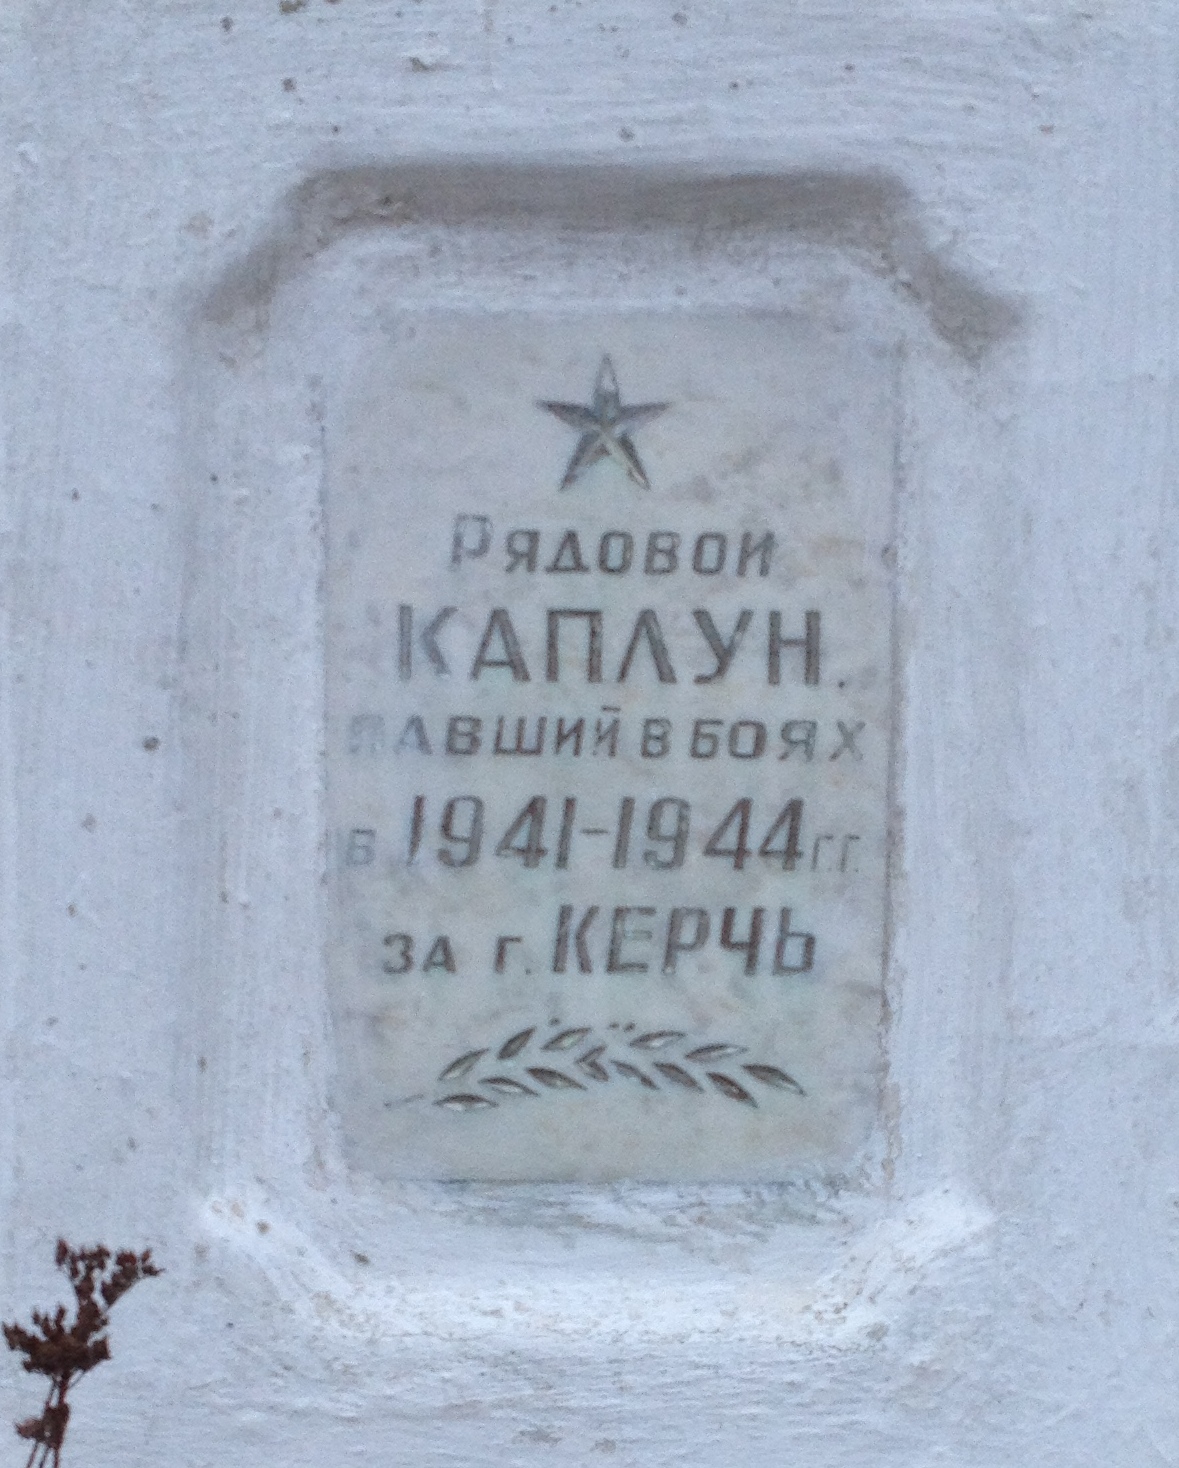 Рядовой
КАПЛУН.
ПАВШИЙ В БОЯХ
В 1941-1944 г.г.
ЗА г. КЕРЧЬ